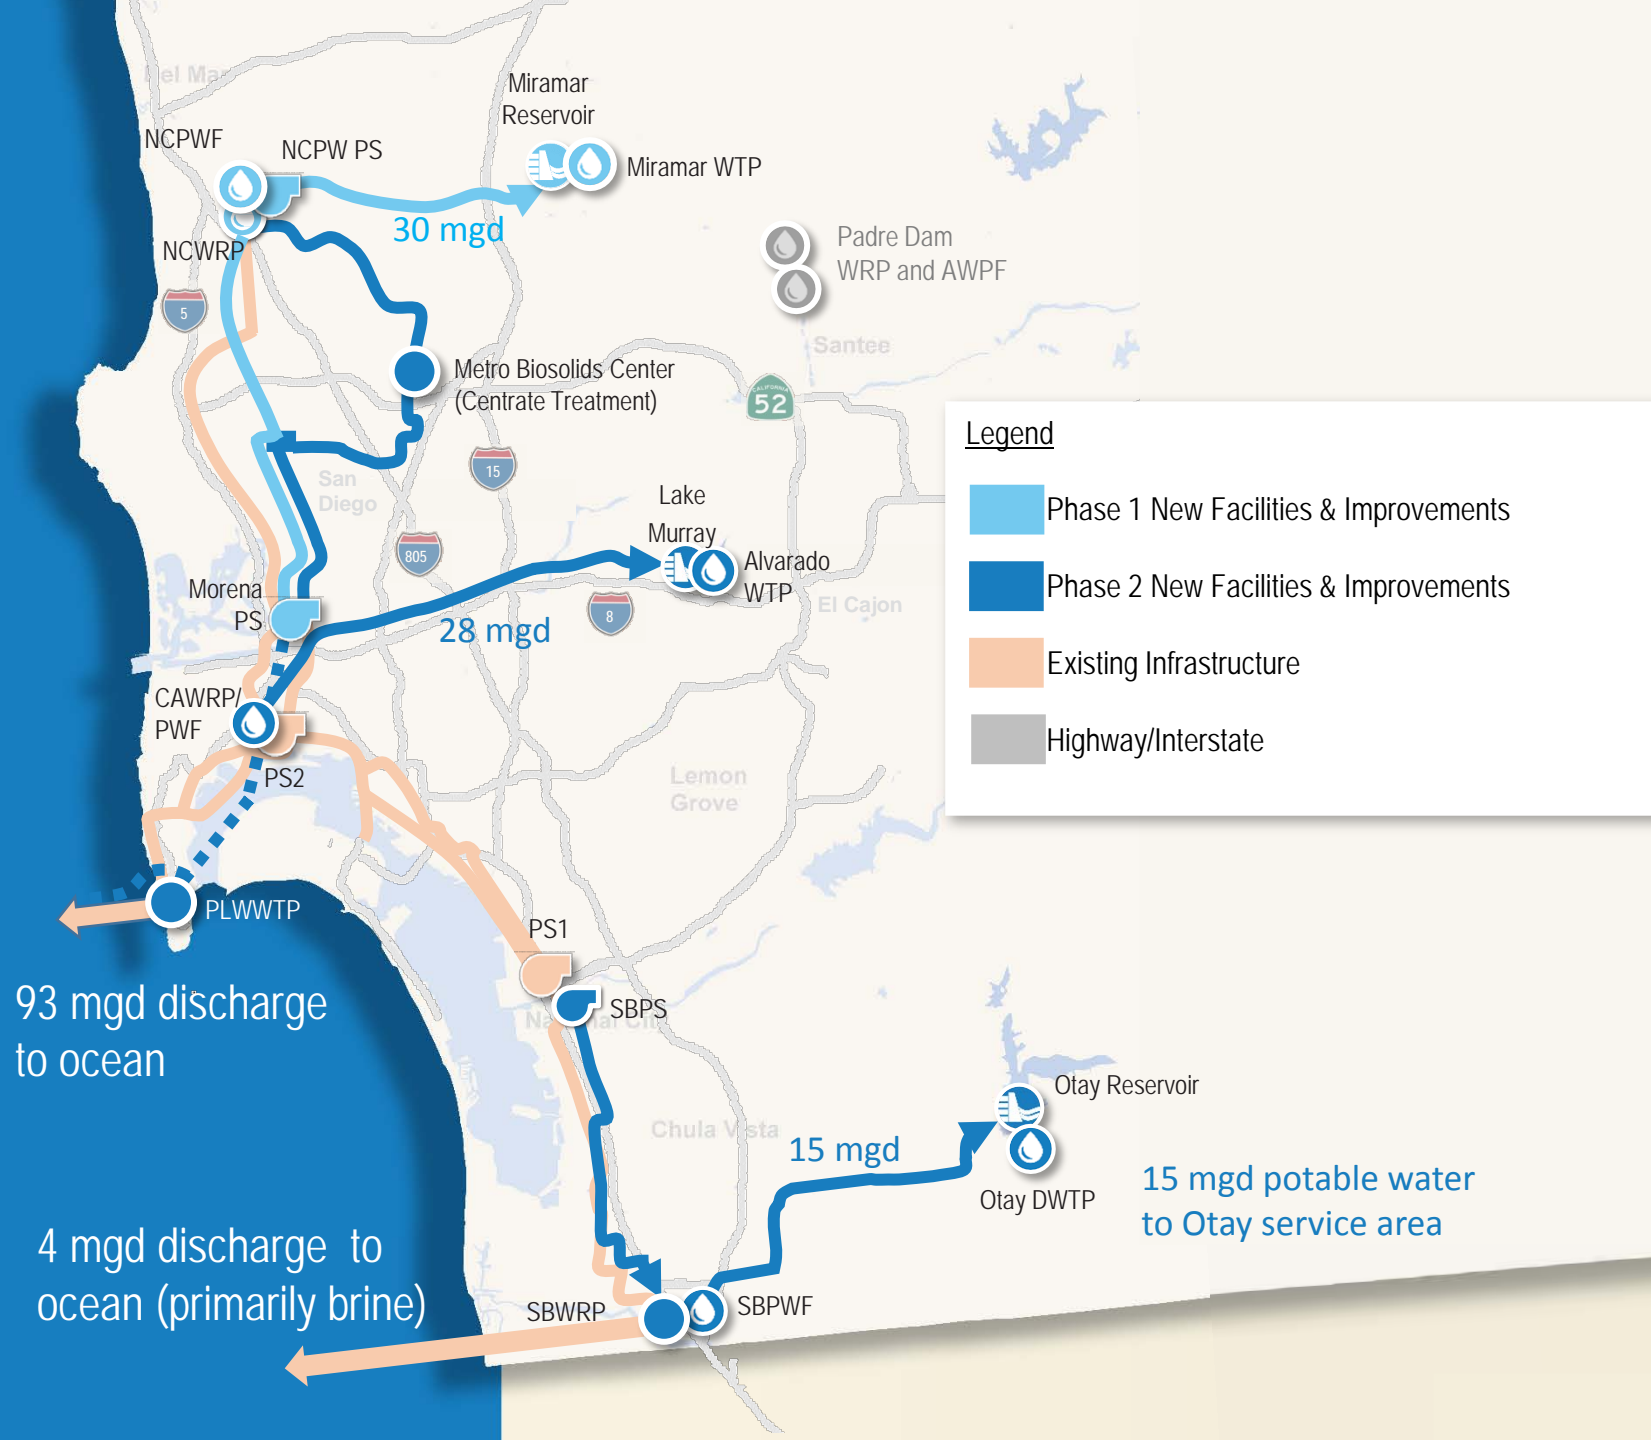 Del Mar
Miramar
Reservoir
NCPWF
NCPW PS
Miramar WTP
30 mgd
NCWRP
Padre Dam
WRP and AWPF
5
Santee
Metro Biosolids Center
(Centrate Treatment)
CALIFORNIA
52
Legend
15
San
Diego
Lake
Murray
Phase 1 New Facilities & Improvements
805
Alvarado
WTP
Phase 2 New Facilities & Improvements
Morena
PS
El Cajon
8
28 mgd
Existing Infrastructure
CAWRP/
PWF
Highway/Interstate
PS2
Lemon
Grove
PLWWTP
PS1
93 mgd discharge
to ocean
SBPS
National City
Otay Reservoir
Chula Vista
15 mgd
Otay DWTP
15 mgd potable water
to Otay service area
4 mgd discharge to
ocean (primarily brine)
SBWRP
SBPWF